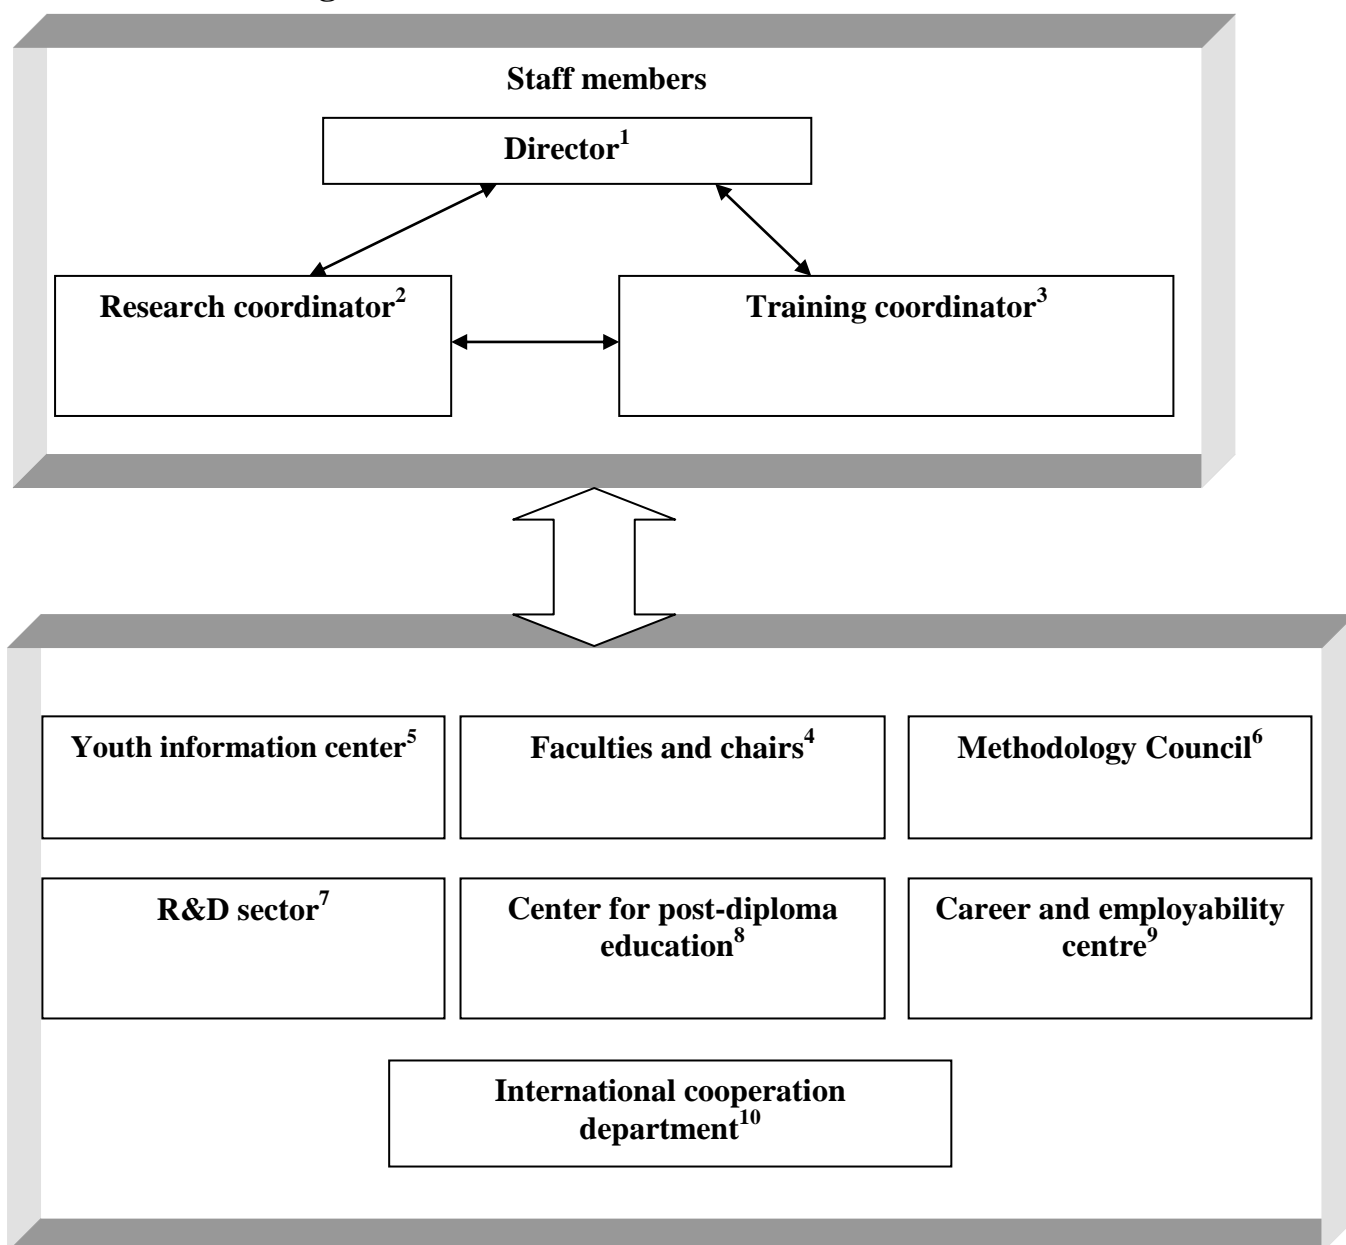 Staff members
Director1
Research coordinator2
Training coordinator3
Youth information center5
Faculties and chairs4
Methodology Council6
R&D sector7
Center for post-diploma
education8
Career and employability
centre9
International cooperation
department10